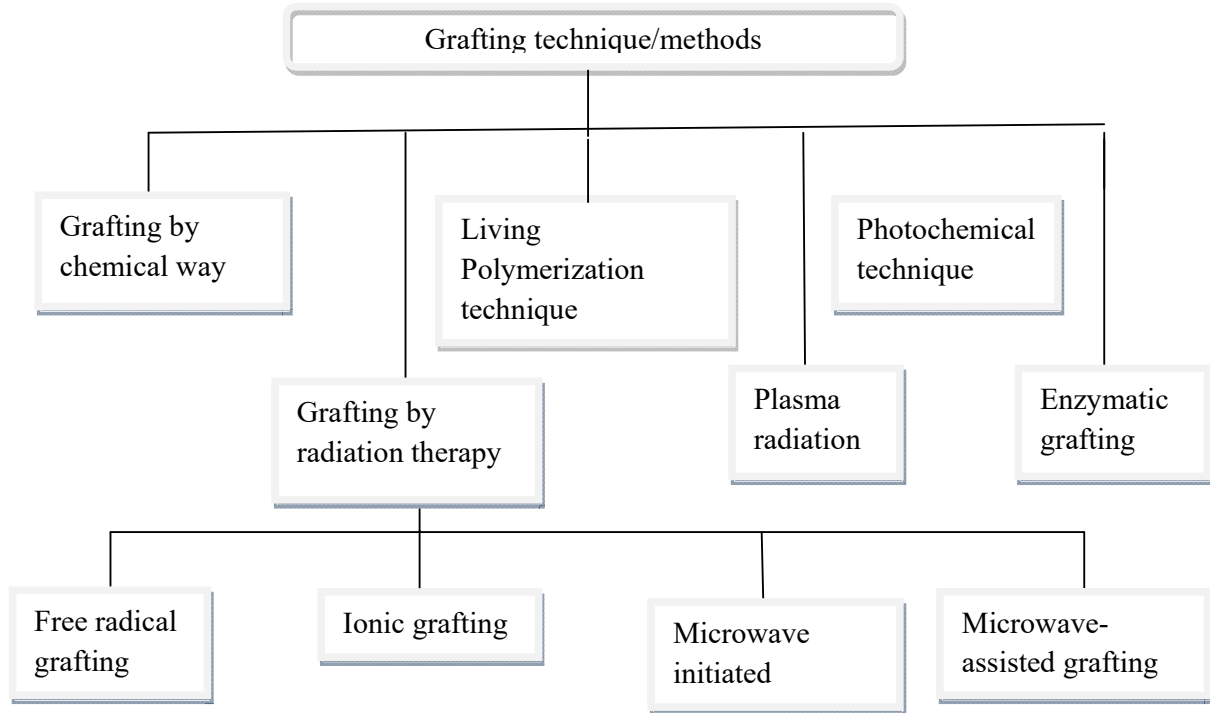 Grafting technique/methods
Grafting by
chemical way
Living
Polymerization
technique
Photochemical
technique
Grafting by
radiation therapy
Plasma
radiation
Enzymatic
grafting
Free radical
grafting
Ionic grafting
Microwave
initiated
Microwave-
assisted grafting